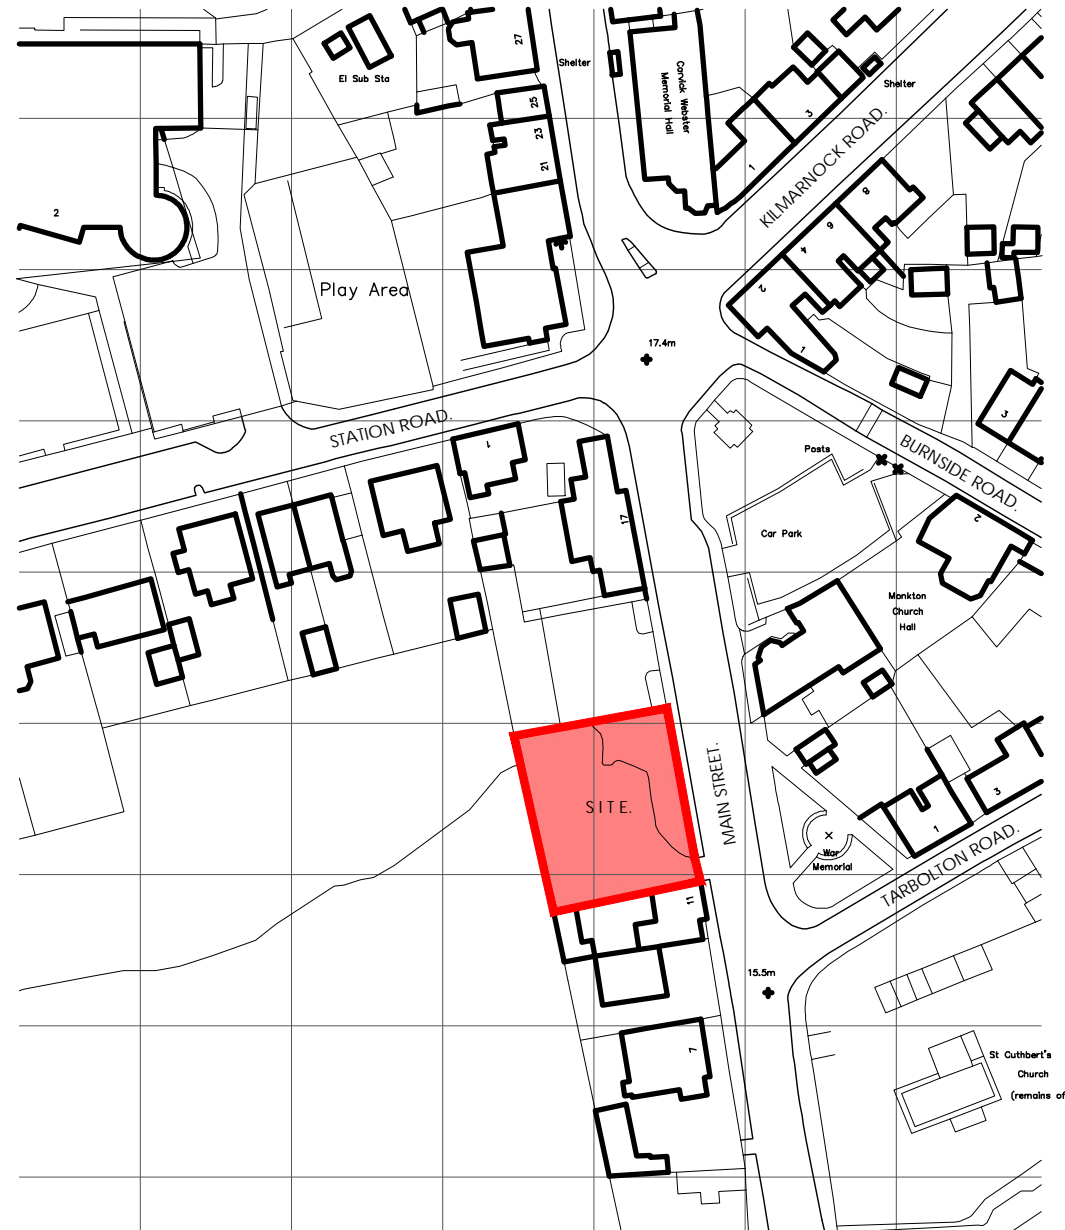 27
Shelter
El Sub Sta
Carvick Webster
Memorial Hall
Shelter
25
3
23
KILMARNOCK ROAD.
21
1
8
2
6
4
Play Area
2
17.4m
1
3
STATION ROAD.
1
Posts
BURNSIDE ROAD.
17
2
Car Park
Monkton
Church
Hall
MAIN STREET.
SITE.
3
1
War
Memorial
TARBOLTON ROAD.
11
15.5m
7
St Cuthbert's
Church
(remains of